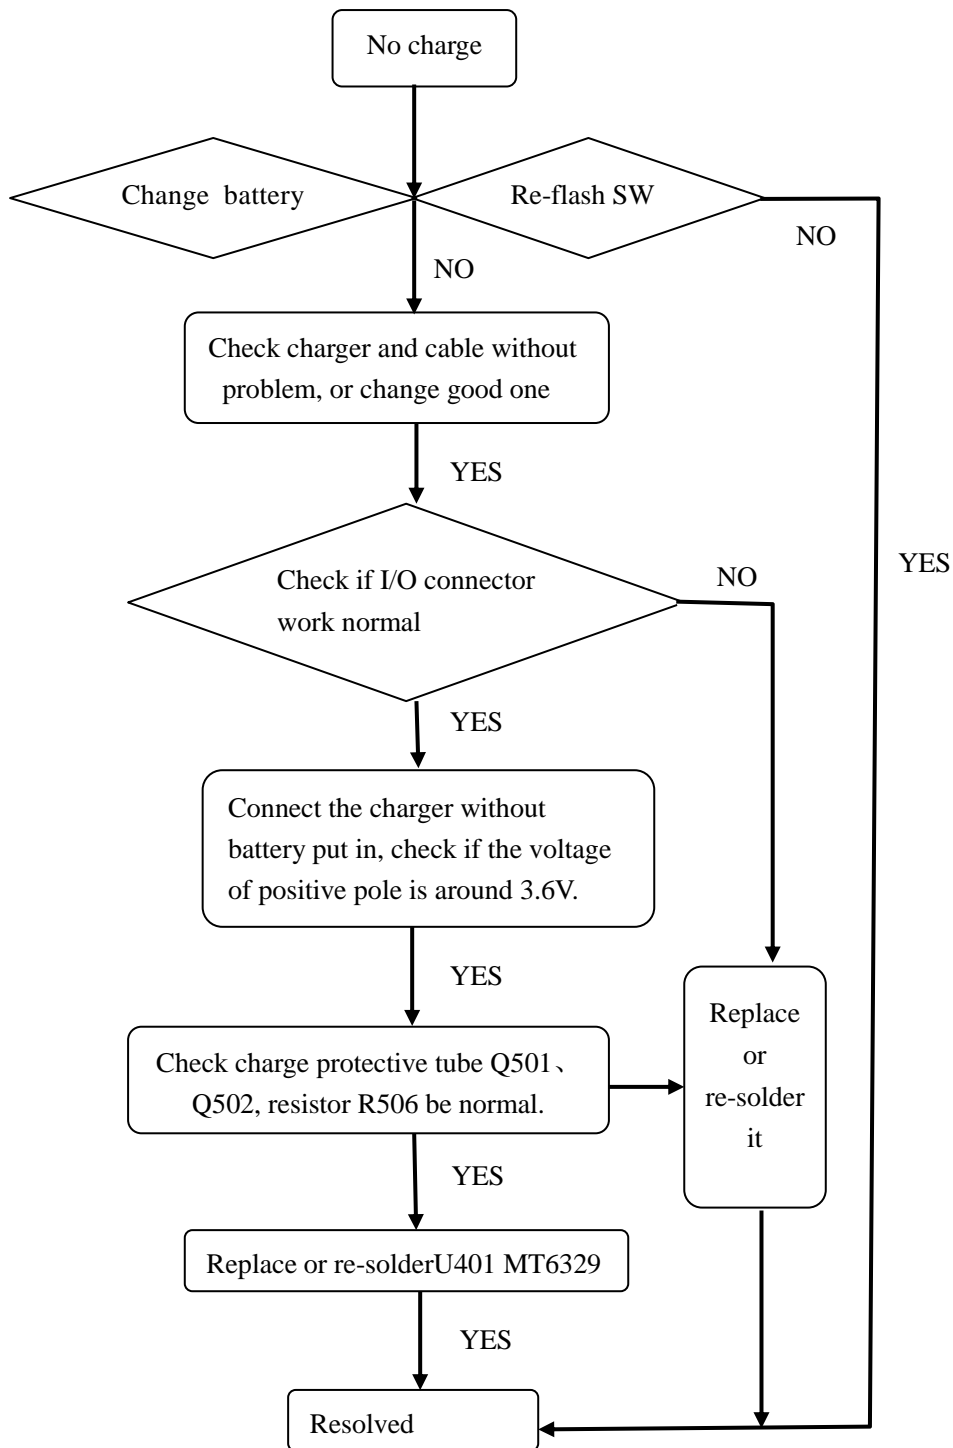 No charge
Change battery
Re-flash SW
NO
NO
Check charger and cable without
problem, or change good one
YES
YES
Check if I/O connector
work normal
NO
YES
Connect the charger without
battery put in, check if the voltage
of positive pole is around 3.6V.
YES
Check charge protective tube Q501、
Q502, resistor R506 be normal.
Replace
or
re-solder
it
YES
Replace or re-solderU401 MT6329
YES
Resolved